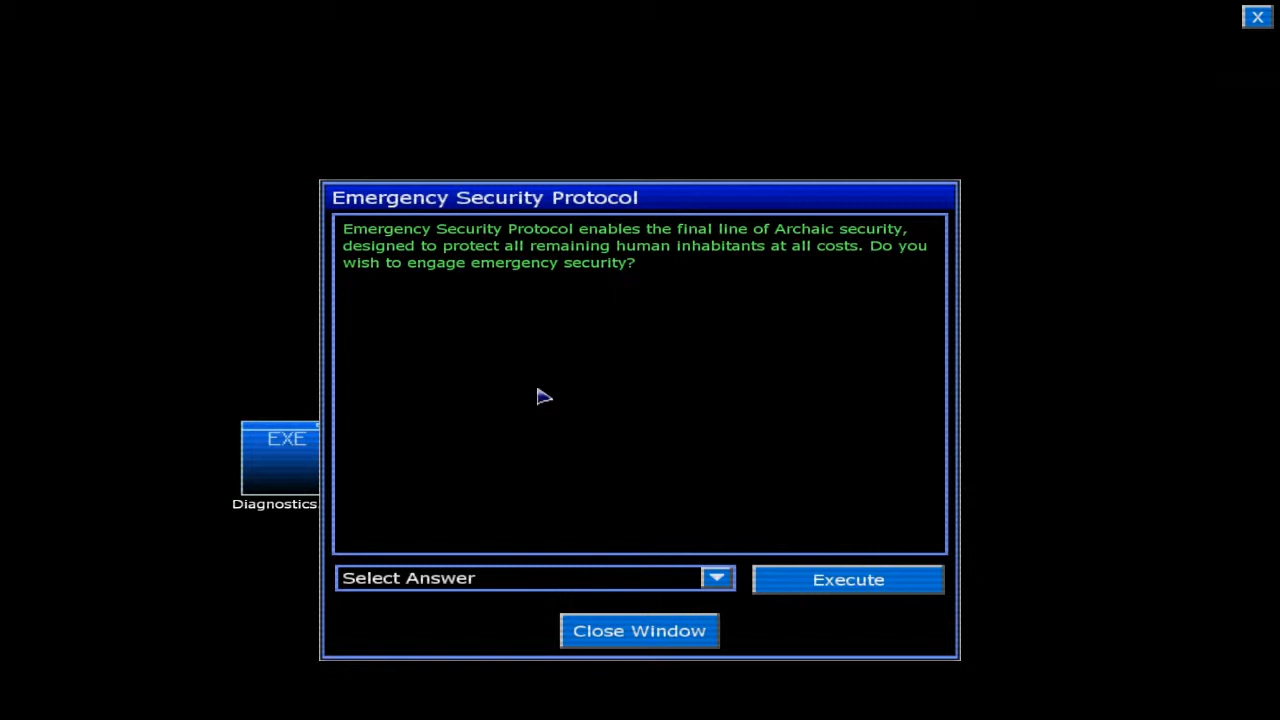 X
Emergency Security Protocol
Emergency Security Protocol enables the final line of Archaic security,
designed to protect all remaining human inhabitants at all costs. Do you
wish to engage emergency security?
EXE
Diagnostics
Select Answer
Execute
Close Window